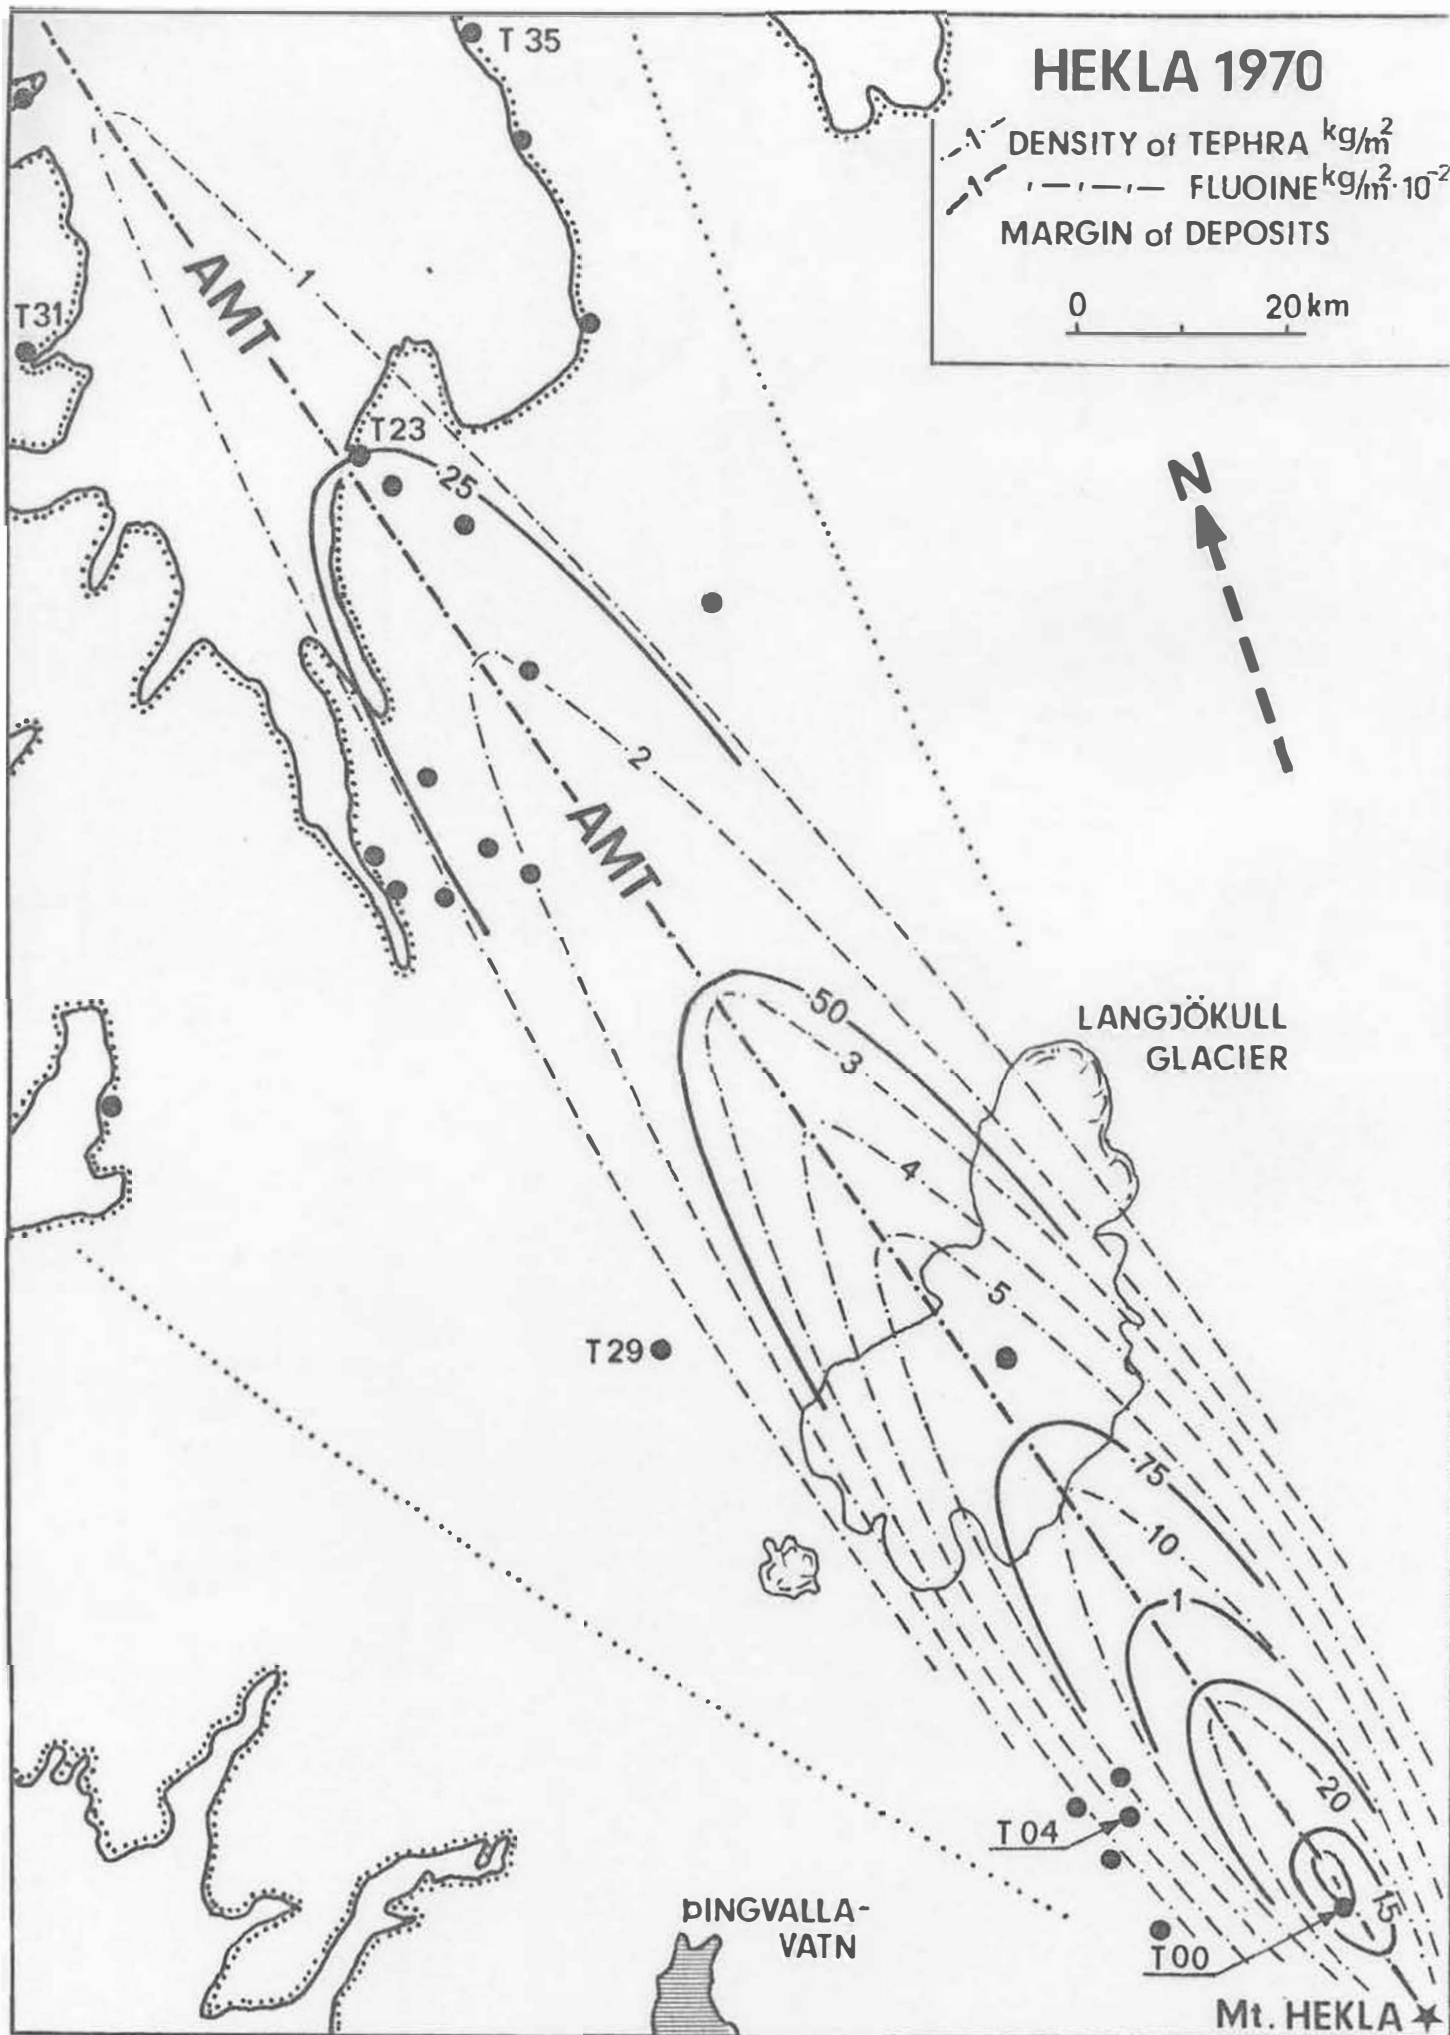 HEKLA 1970
1 DENSITY of TEPHRA kg/m²
1 FLUOINE kg/m²·10⁻²
MARGIN of DEPOSITS
0 20 km
T 35
1
AMT
T31
T23
25
N
2
AMT
50
LANGJÖKULL
GLACIER
3
4
5
T29
75
10
1
20
T 04
15
ÞINGVALLA-
VATN
T00
Mt. HEKLA